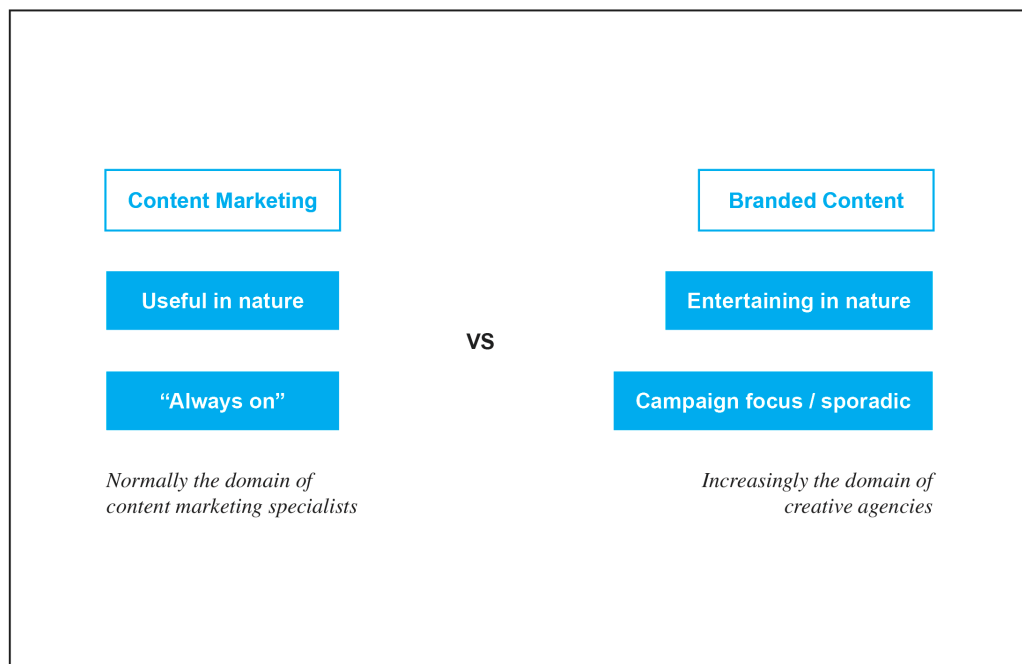 Content Marketing
Useful in nature
“Always on”
Normally the domain of
content marketing specialists
VS
Branded Content
Entertaining in nature
Campaign focus / sporadic
Increasingly the domain of
creative agencies